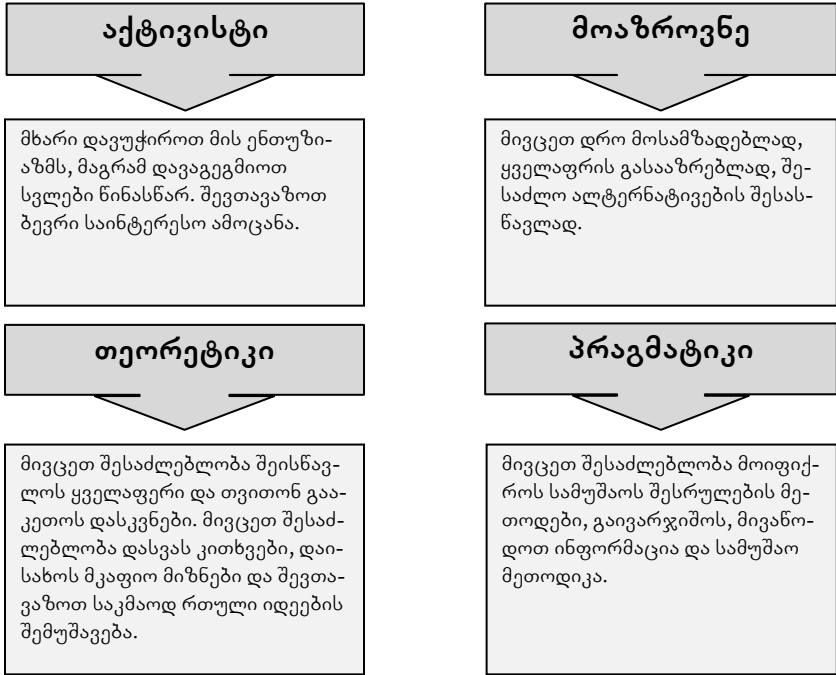 აქტივისტი
მხარი დავუჭიროთ მის ენთუზი-
აზმს, მაგრამ დავაგეგმიოთ
სვლები წინასწარ. შევთავაზოთ
ბევრი საინტერესო ამოცანა.
მოაზროვნე
მივცეთ დრო მოსამზადებლად,
ყველაფრის გასააზრებლად, შე-
საძლო ალტერნატივების შესას-
წავლად.
თეორეტიკი
მივცეთ შესაძლებლობა შეისწავ-
ლოს ყველაფერი და თვითონ გაა-
კეთოს დასკვნები. მივცეთ შესაძ-
ლებლობა დასვას კითხვები, დაი-
სახოს მკაფიო მიზნები და შევთა-
ვაზოთ საკმაოდ რთული იდეების
შემუშავება.
პრაგმატიკი
მივცეთ შესაძლებლობა მოიფიქ-
როს სამუშაოს შესრულების მე-
თოდები, გაივარჯიშოს, მივაწო-
დოთ ინფორმაცია და სამუშაო
მეთოდიკა.